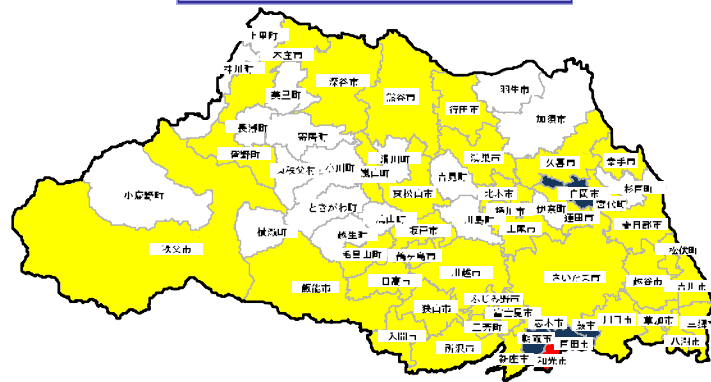 上里町
本庄市
神川町
深谷市
熊谷市
美里町
行田市
羽生市
加須市
長瀞町
寄居町
皆野町
東秩父村
小川町
滑川町
嵐山町
鴻巣市
久喜市
幸手市
吉見町
小鹿野町
東松山市
北本市
白岡市
杉戸町
宮代町
ときがわ町
鳩山町
川島町
桶川市
伊奈町
蓮田市
横瀬町
越生町
坂戸市
上尾市
春日部市
秩父市
毛呂山町
鶴ヶ島市
松伏町
日高市
川越市
さいたま市
越谷市
吉川市
飯能市
ふじみ野市
狭山市
富士見市
三芳町
志木市
蕨市
川口市
草加市
三郷
入間市
所沢市
朝霞市
戸田市
八潮市
新座市
和光市